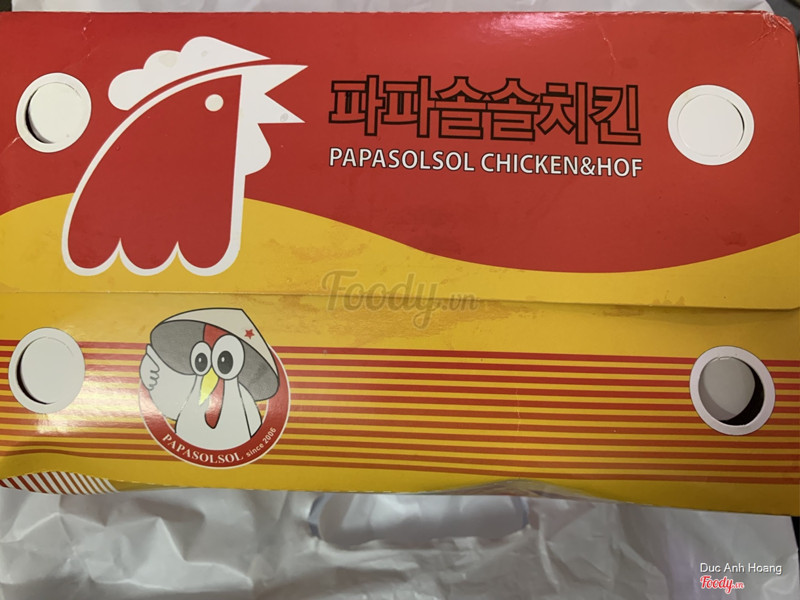 파파솔솔치킨
PAPASOLSOL CHICKEN&HOF
Foody.vn
PAPASOLSOL since 2006
Duc Anh Hoang
Foody.vn